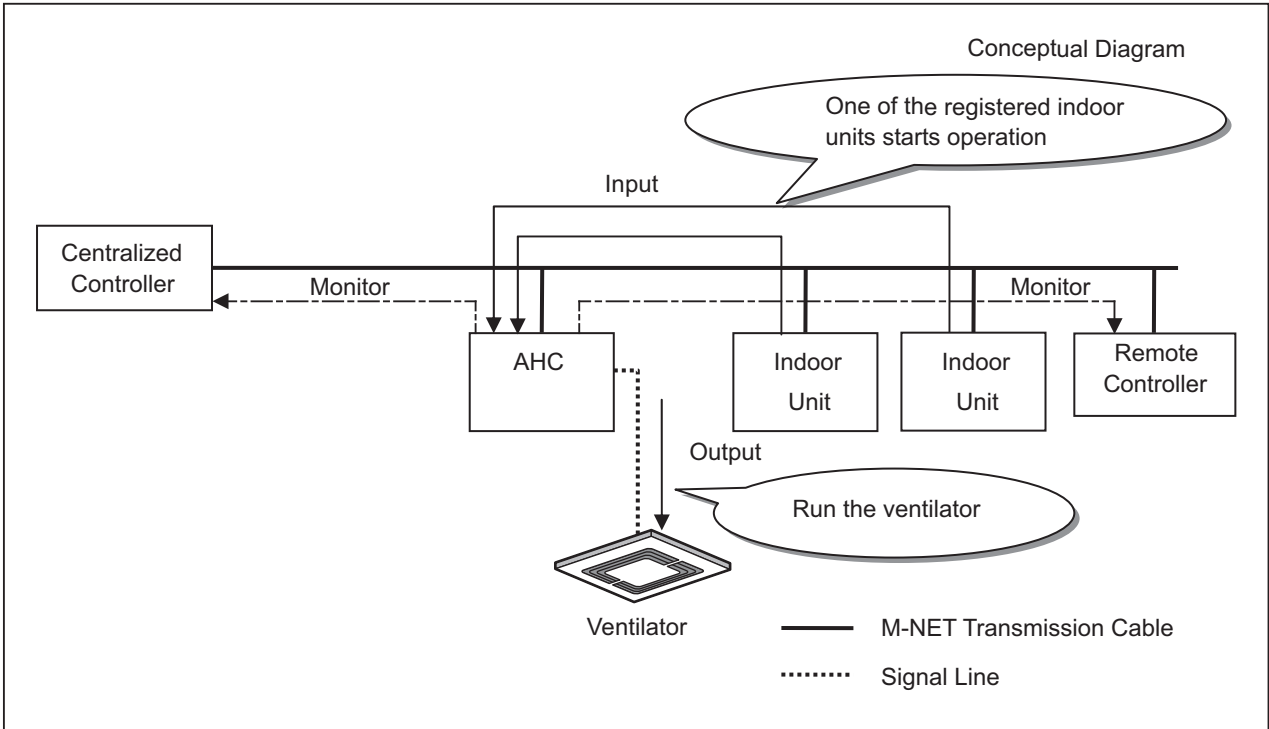 Conceptual Diagram
One of the registered indoor
units starts operation
Input
Centralized
Controller
Monitor
Monitor
AHC
Indoor
Unit
Indoor
Unit
Remote
Controller
Output
Run the ventilator
Ventilator
M-NET Transmission Cable
Signal Line